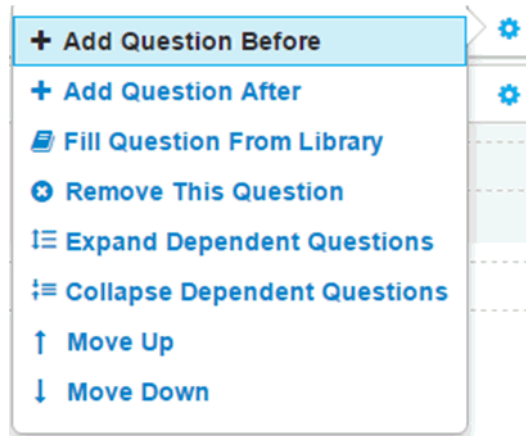 Add Question Before
Add Question After
Fill Question From Library
Remove This Question
Expand Dependent Questions
Collapse Dependent Questions
Move Up
Move Down